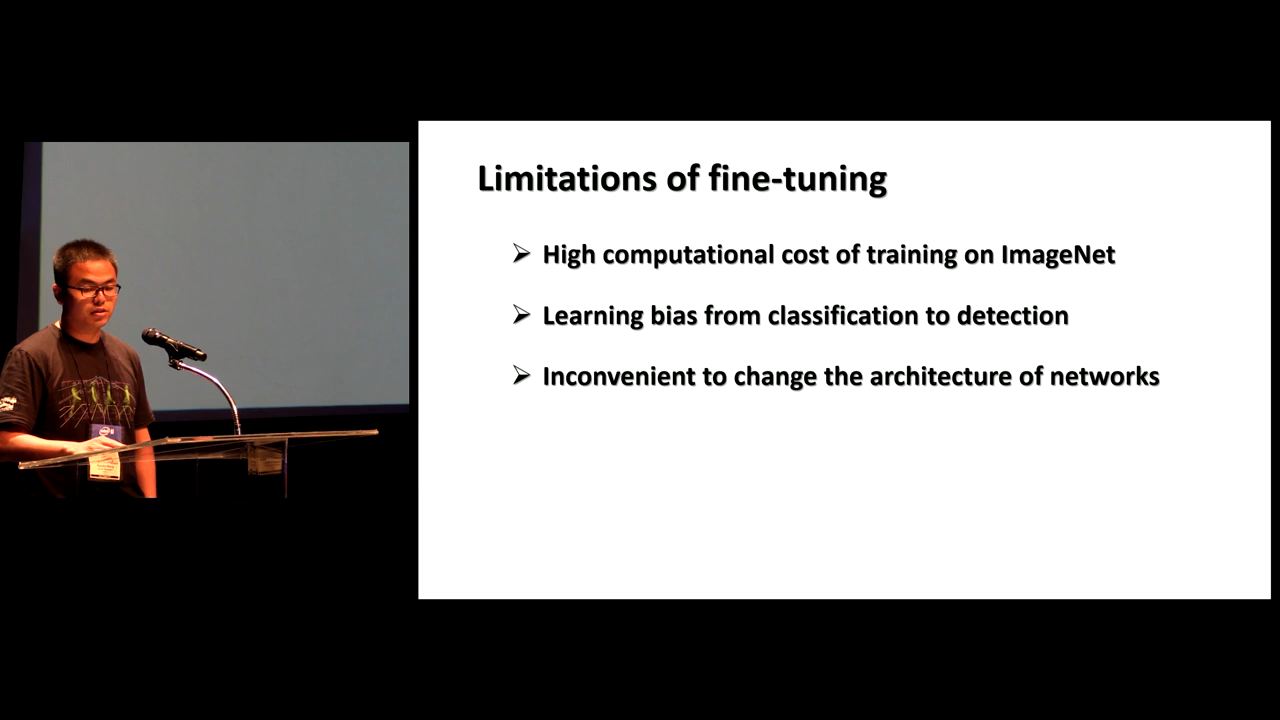 Limitations of fine-tuning
➢ High computational cost of training on ImageNet
➢ Learning bias from classification to detection
➢ Inconvenient to change the architecture of networks